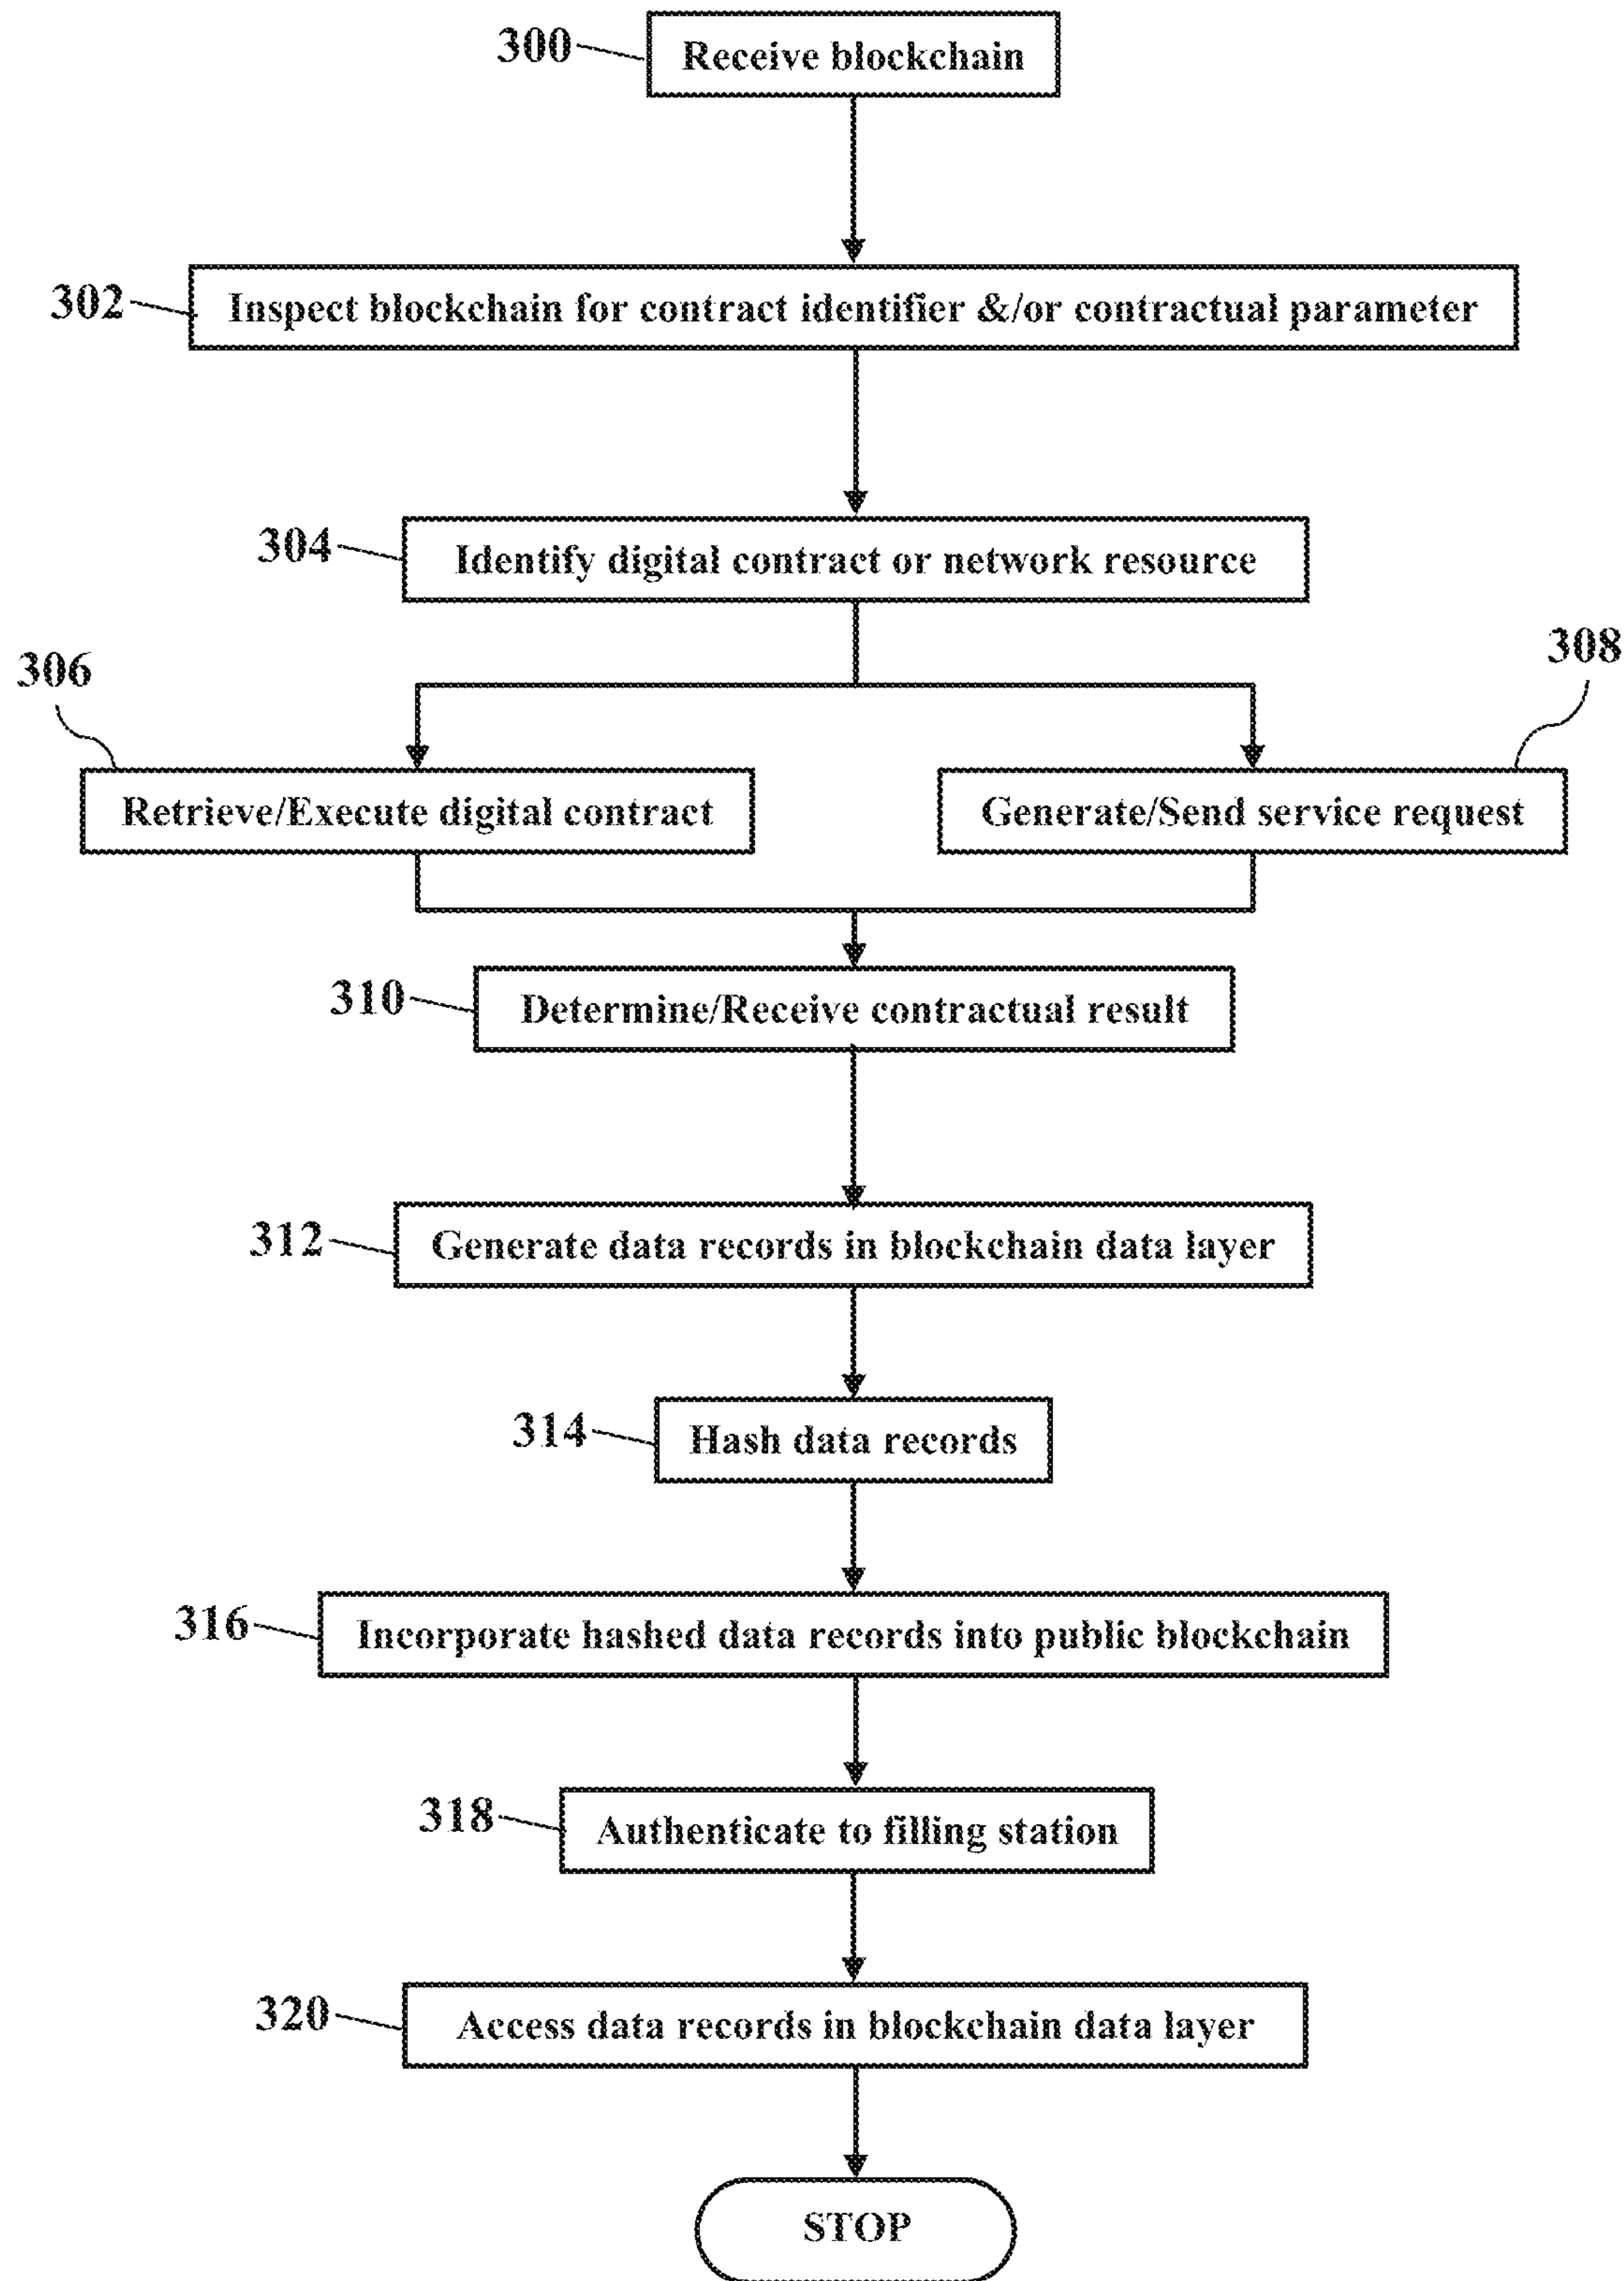 300
Receive blockchain
302
Inspect blockchain for contract identifier &/or contractual parameter
304
Identify digital contract or network resource
306
308
Retrieve/Execute digital contract
Generate/Send service request
310
Determine/Receive contractual result
312
Generate data records in blockchain data layer
314
Hash data records
316
Incorporate hashed data records into public blockchain
318
Authenticate to filling station
320
Access data records in blockchain data layer
STOP